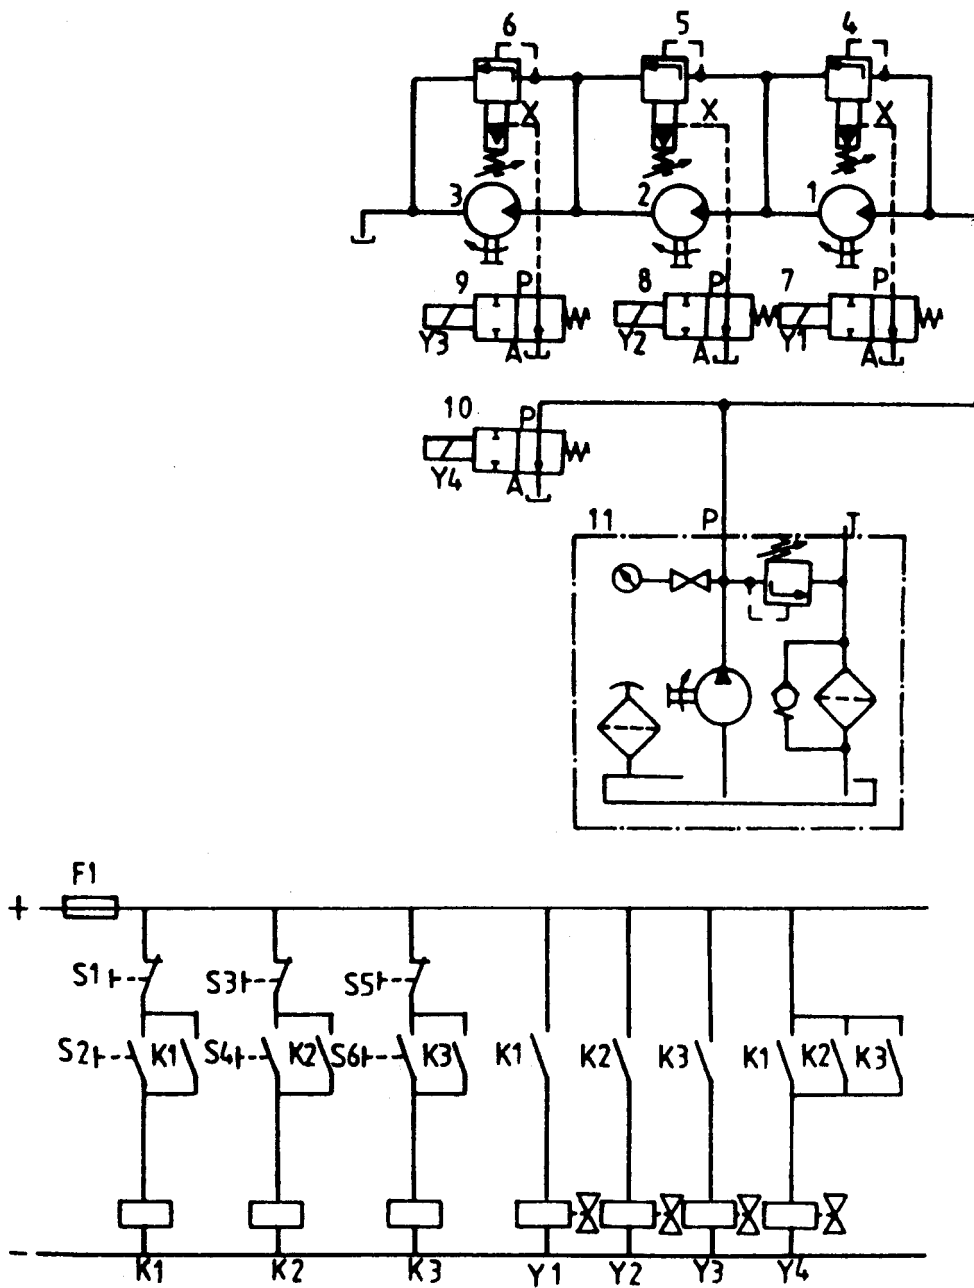 6 5 4
X X X
3 2 1
9 P 8 P 7 P
Y3 A Y2 A Y1 A
10 P
Y4 A
11 P T
F1
+
S1 S3 S5
S2 K1 S4 K2 S6 K3 K1 K2 K3 K1 K2 K3
−
K1 K2 K3 Y1 Y2 Y3 Y4